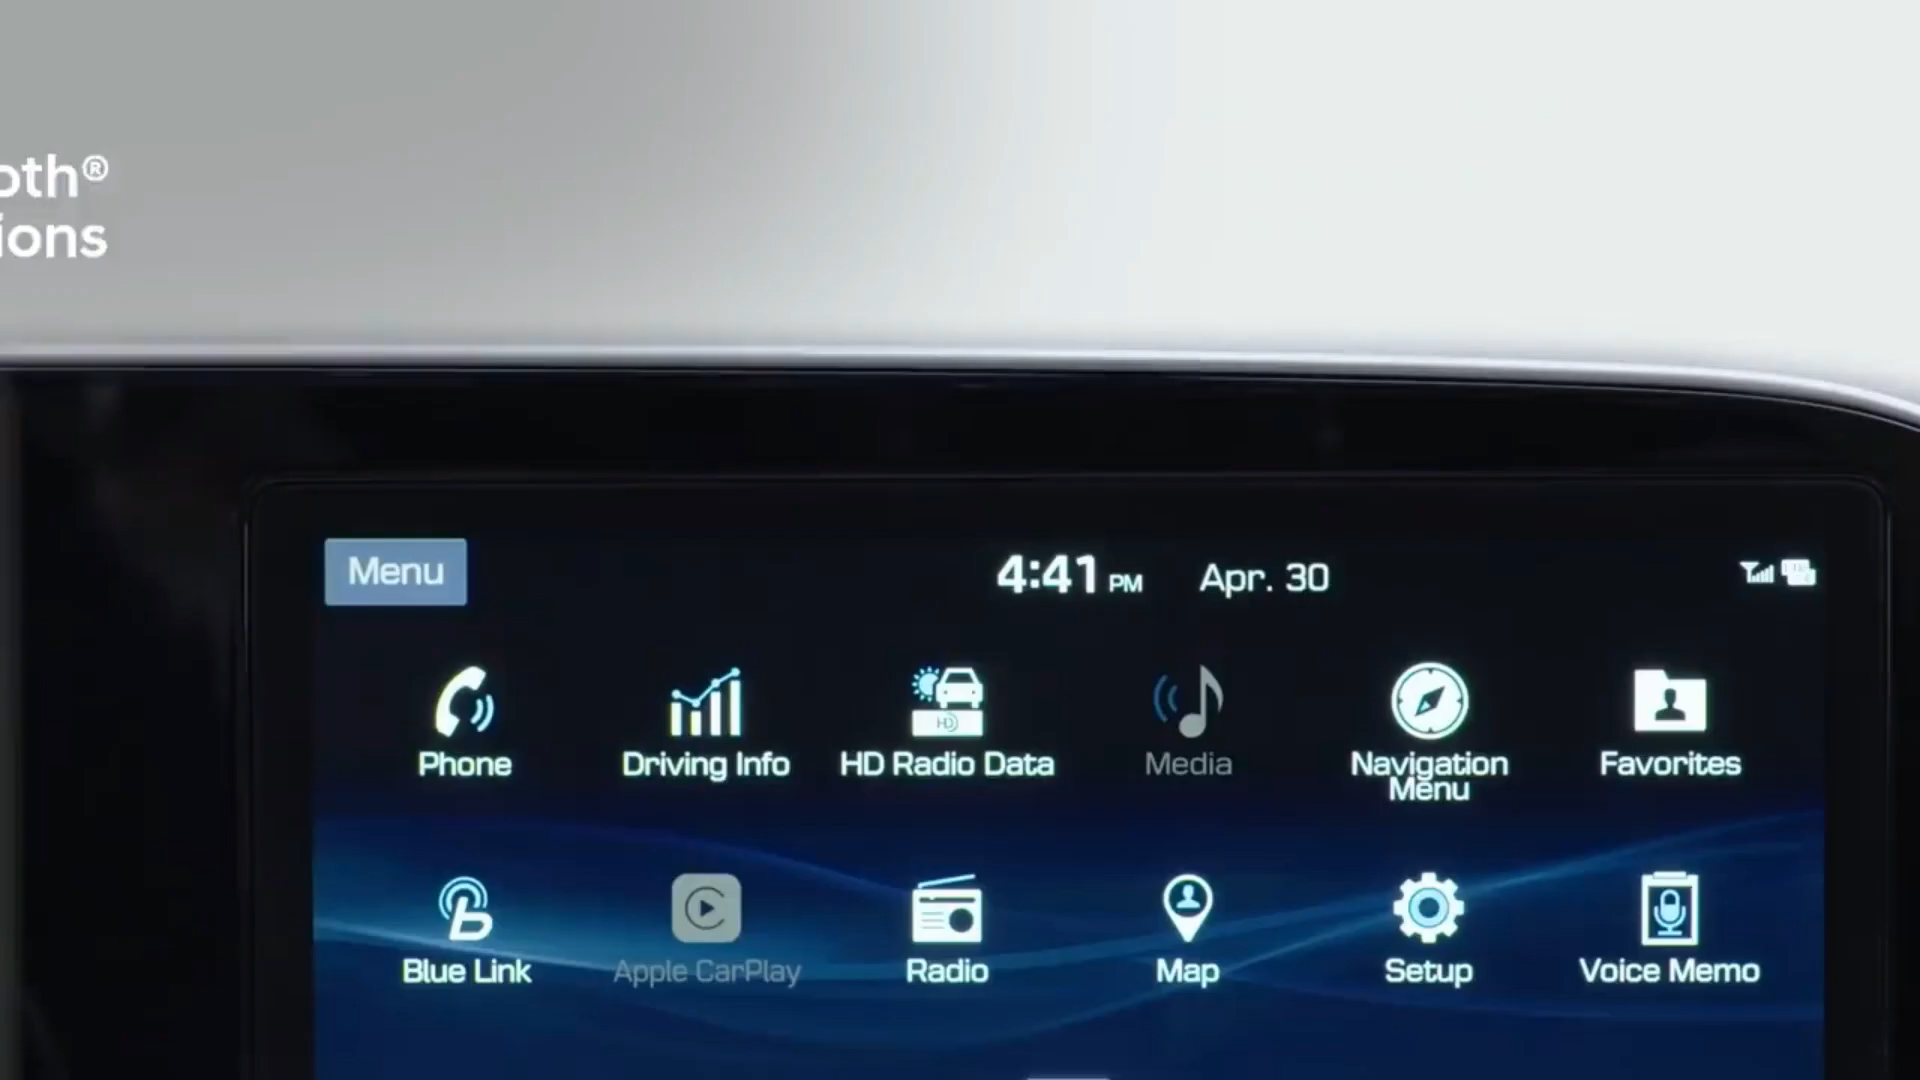 oth®
ions
Menu
4:41 PM Apr. 30
Phone
Driving Info
HD
HD Radio Data
Media
Navigation
Menu
Favorites
Blue Link
Apple CarPlay
Radio
Map
Setup
Voice Memo